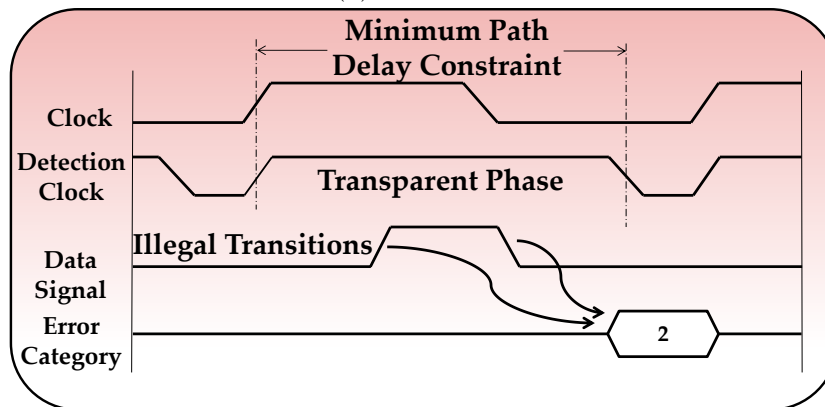 Minimum Path
Delay Constraint
Clock
Detection
Clock
Transparent Phase
Illegal Transitions
Data
Signal
Error
Category
2